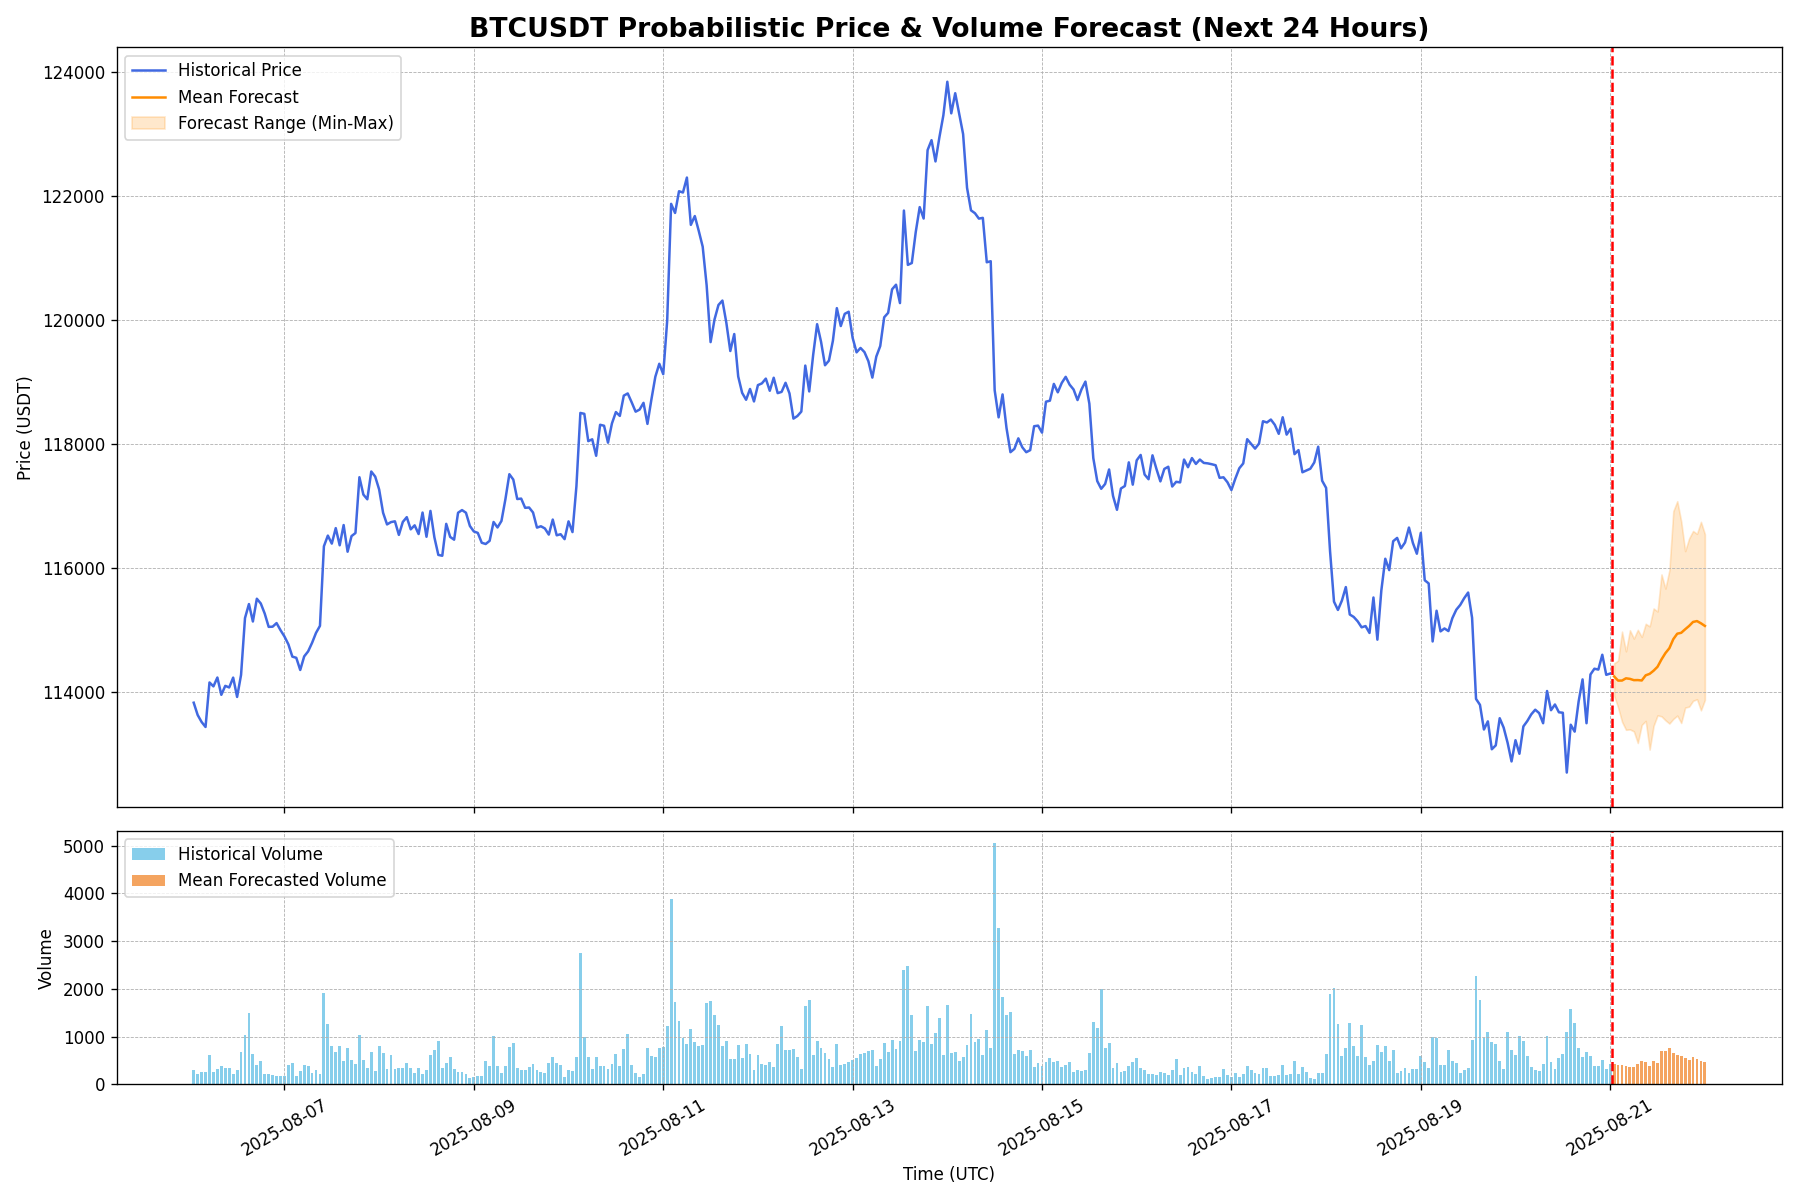 BTCUSDT Probabilistic Price & Volume Forecast (Next 24 Hours)
Historical Price
Mean Forecast
Forecast Range (Min-Max)
124000
122000
120000
118000
116000
114000
Price (USDT)
Historical Volume
Mean Forecasted Volume
5000
4000
3000
2000
1000
0
Volume
2025-08-07
2025-08-09
2025-08-11
2025-08-13
2025-08-15
2025-08-17
2025-08-19
2025-08-21
Time (UTC)